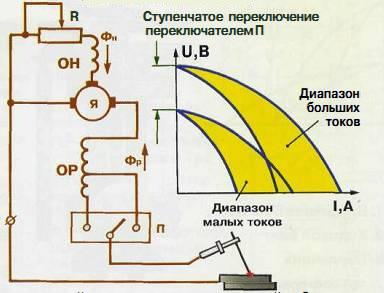 R
Ступенчатое переключение
переключателем П
U,В
Фн
ОН
Я
Диапазон
больших
токов
ОР
Фр
П
Диапазон
малых токов
I,А